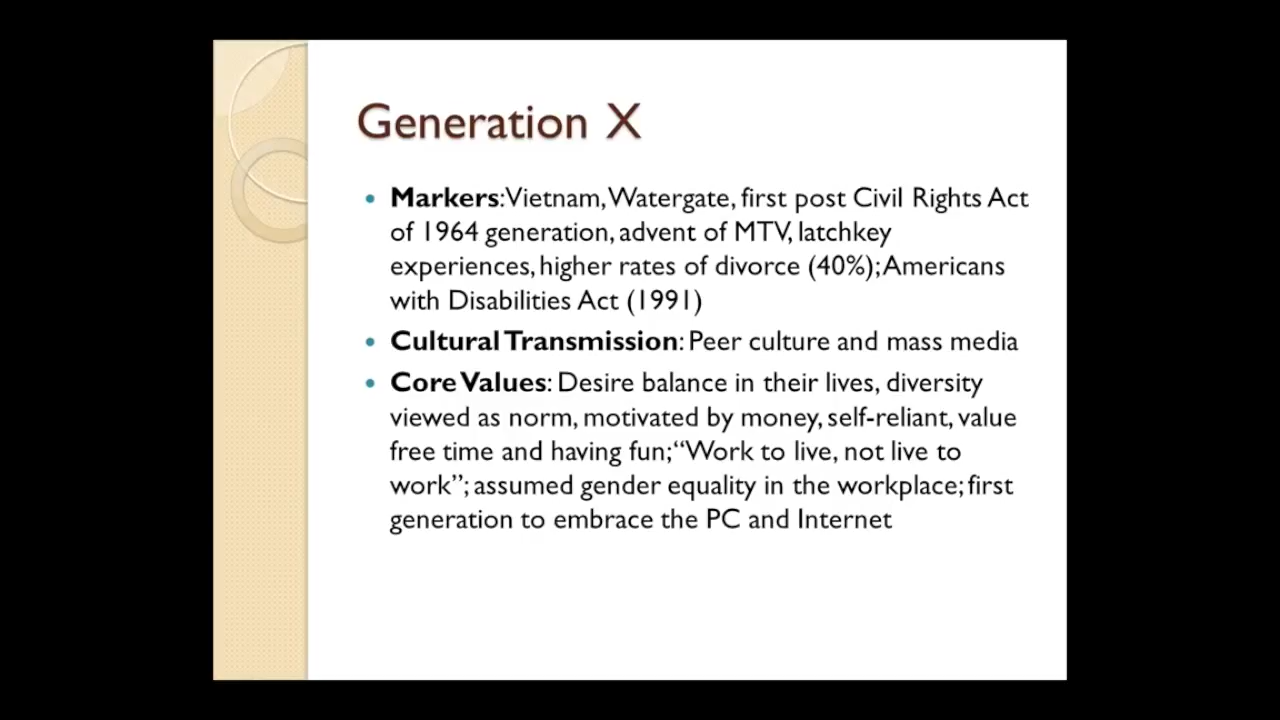 Generation X
• Markers: Vietnam, Watergate, first post Civil Rights Act
of 1964 generation, advent of MTV, latchkey
experiences, higher rates of divorce (40%); Americans
with Disabilities Act (1991)
• Cultural Transmission: Peer culture and mass media
• Core Values: Desire balance in their lives, diversity
viewed as norm, motivated by money, self-reliant, value
free time and having fun; “Work to live, not live to
work”; assumed gender equality in the workplace; first
generation to embrace the PC and Internet